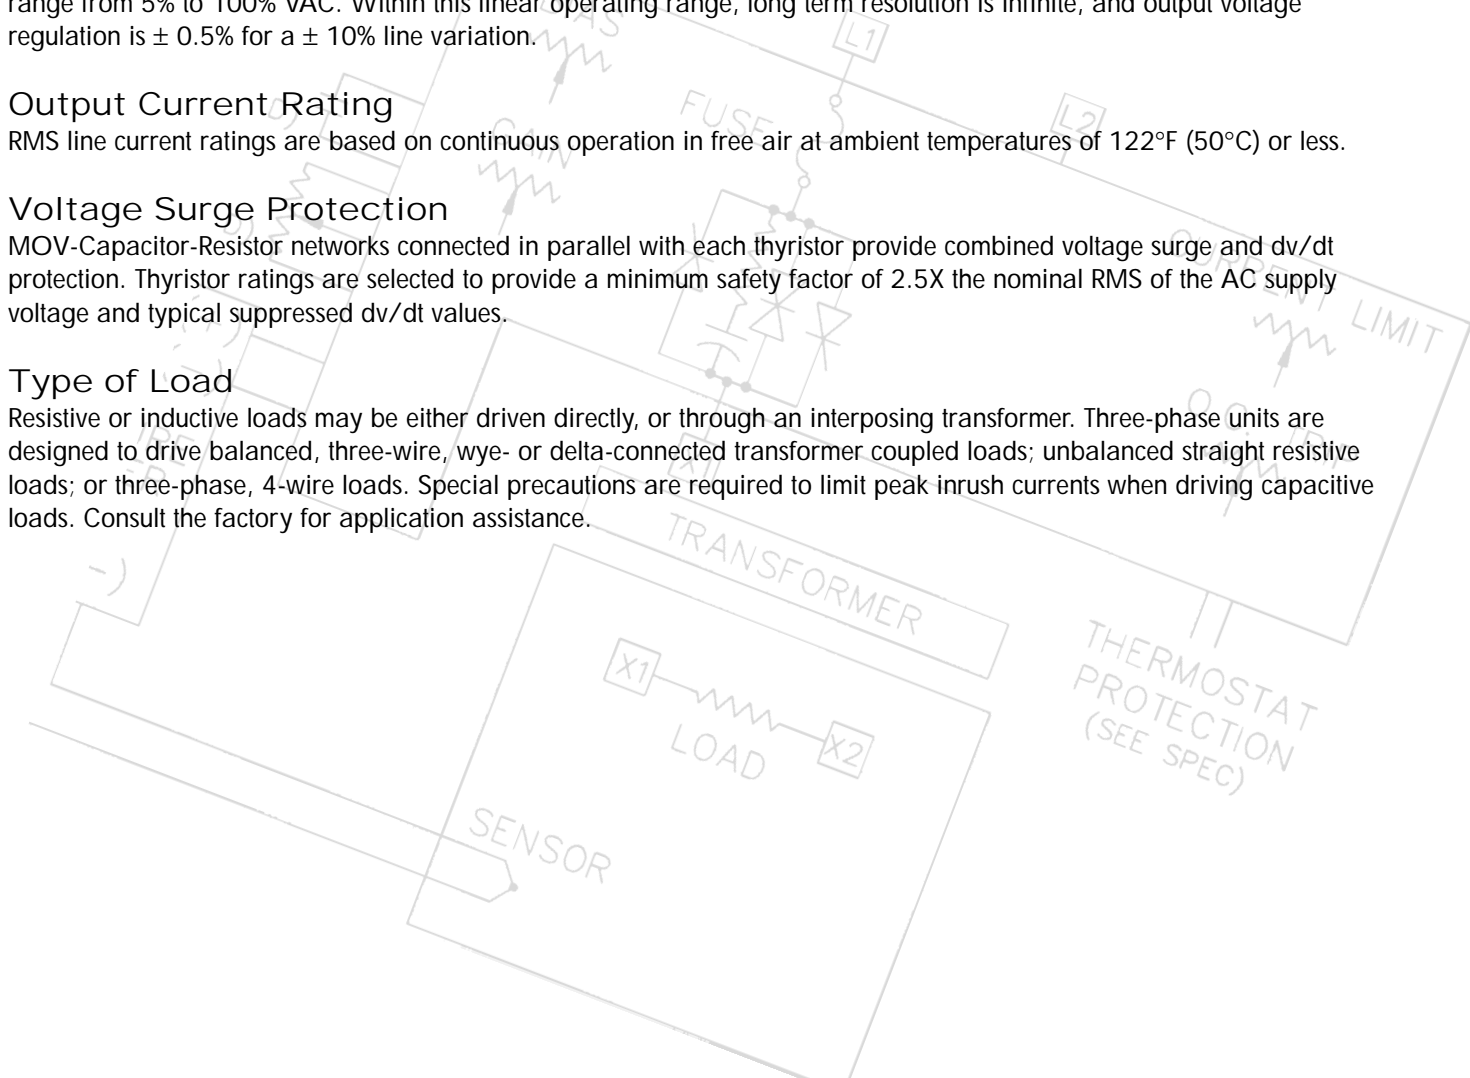 range from 5% to 100% VAC. Within this linear operating range, long term resolution is infinite, and output voltage
regulation is ± 0.5% for a ± 10% line variation.
Output Current Rating
RMS line current ratings are based on continuous operation in free air at ambient temperatures of 122°F (50°C) or less.
Voltage Surge Protection
MOV-Capacitor-Resistor networks connected in parallel with each thyristor provide combined voltage surge and dv/dt
protection. Thyristor ratings are selected to provide a minimum safety factor of 2.5X the nominal RMS of the AC supply
voltage and typical suppressed dv/dt values.
Type of Load
Resistive or inductive loads may be either driven directly, or through an interposing transformer. Three-phase units are
designed to drive balanced, three-wire, wye- or delta-connected transformer coupled loads; unbalanced straight resistive
loads; or three-phase, 4-wire loads. Special precautions are required to limit peak inrush currents when driving capacitive
loads. Consult the factory for application assistance.
L1
FUSE
L2
GAIN
CURRENT LIMIT
X1
TRANSFORMER
-)
THERMOSTAT
PROTECTION
(SEE SPEC)
X1
LOAD
X2
SENSOR